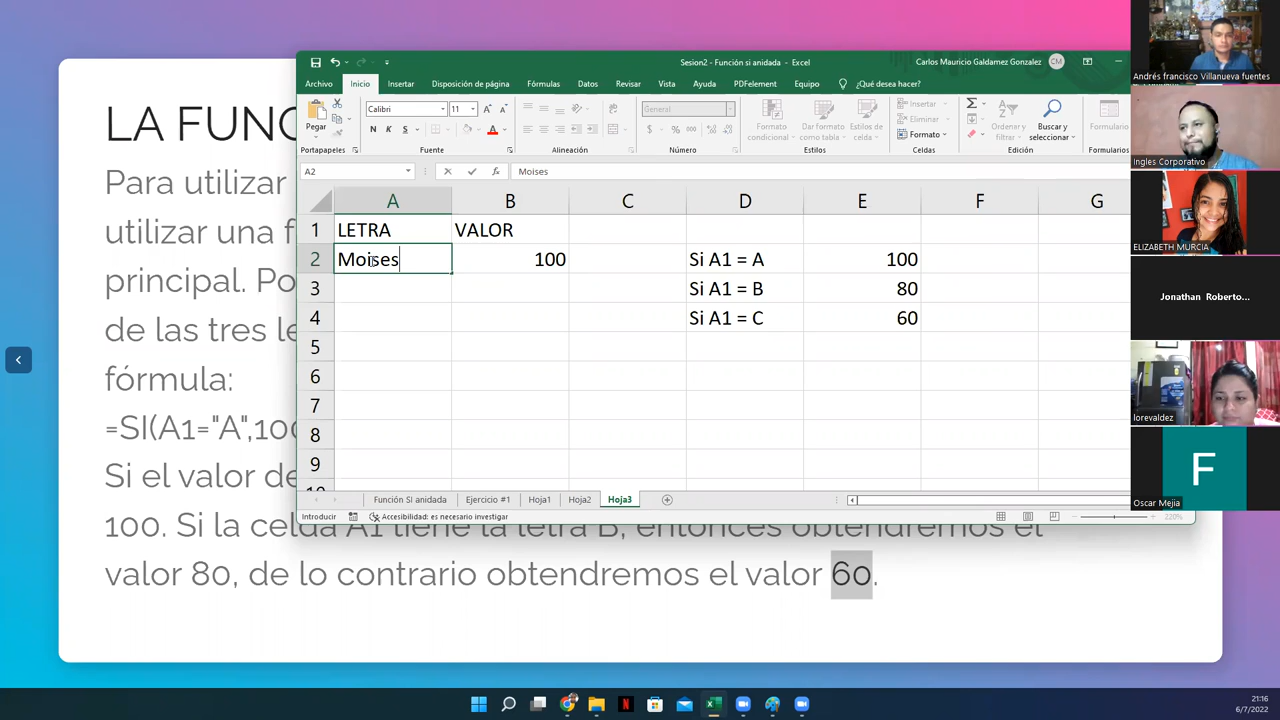 LA FUNC
Para utilizar
utilizar una f
principal. Po
de las tres le
fórmula:
=SI(A1="A",100
Si el valor de
100. Si la celda A1 tiene la letra B, entonces obtendremos el
valor 80, de lo contrario obtendremos el valor 60.
Sesion2 - Función si anidada - Excel
Carlos Mauricio Galdamez Gonzalez CM
Archivo Inicio Insertar Disposición de página Fórmulas Datos Revisar Vista Ayuda PDFelement Equipo ¿Qué desea hacer?
Pegar
Calibri 11
N K S
General
Formato condicional
Dar formato como tabla
Estilos de celda
Insertar
Eliminar
Formato
Ordenar y filtrar
Buscar y seleccionar
Formulario
Portapapeles Fuente Alineación Número Estilos Celdas Edición Formularios
A2 fx Moises
A B C D E F G
1 LETRA VALOR
2 Moises 100 Si A1 = A 100
3 Si A1 = B 80
4 Si A1 = C 60
5
6
7
8
9
10
Función SI anidada Ejercicio #1 Hoja1 Hoja2 Hoja3
Introducir Accesibilidad: es necesario investigar 220%
Andrés francisco Villanueva fuentes
Ingles Corporativo
ELIZABETH MURCIA
Jonathan Roberto...
lorevaldez
F
Oscar Mejia
21:16
6/7/2022